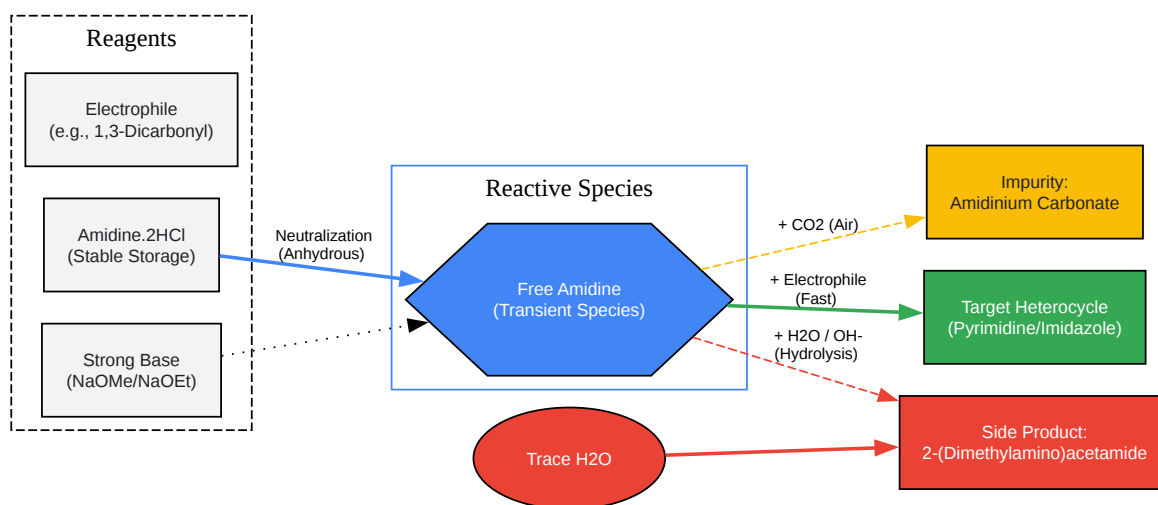 Reagents
Electrophile
(e.g., 1,3-Dicarbonyl)
Amidine.2HCl
(Stable Storage)
Strong Base
(NaOMe/NaOEt)
Neutralization
(Anhydrous)
Reactive Species
Free Amidine
(Transient Species)
Trace H2O
+ CO2 (Air)
+ Electrophile
(Fast)
+ H2O / OH-
(Hydrolysis)
Impurity:
Amidinium Carbonate
Target Heterocycle
(Pyrimidine/Imidazole)
Side Product:
2-(Dimethylamino)acetamide